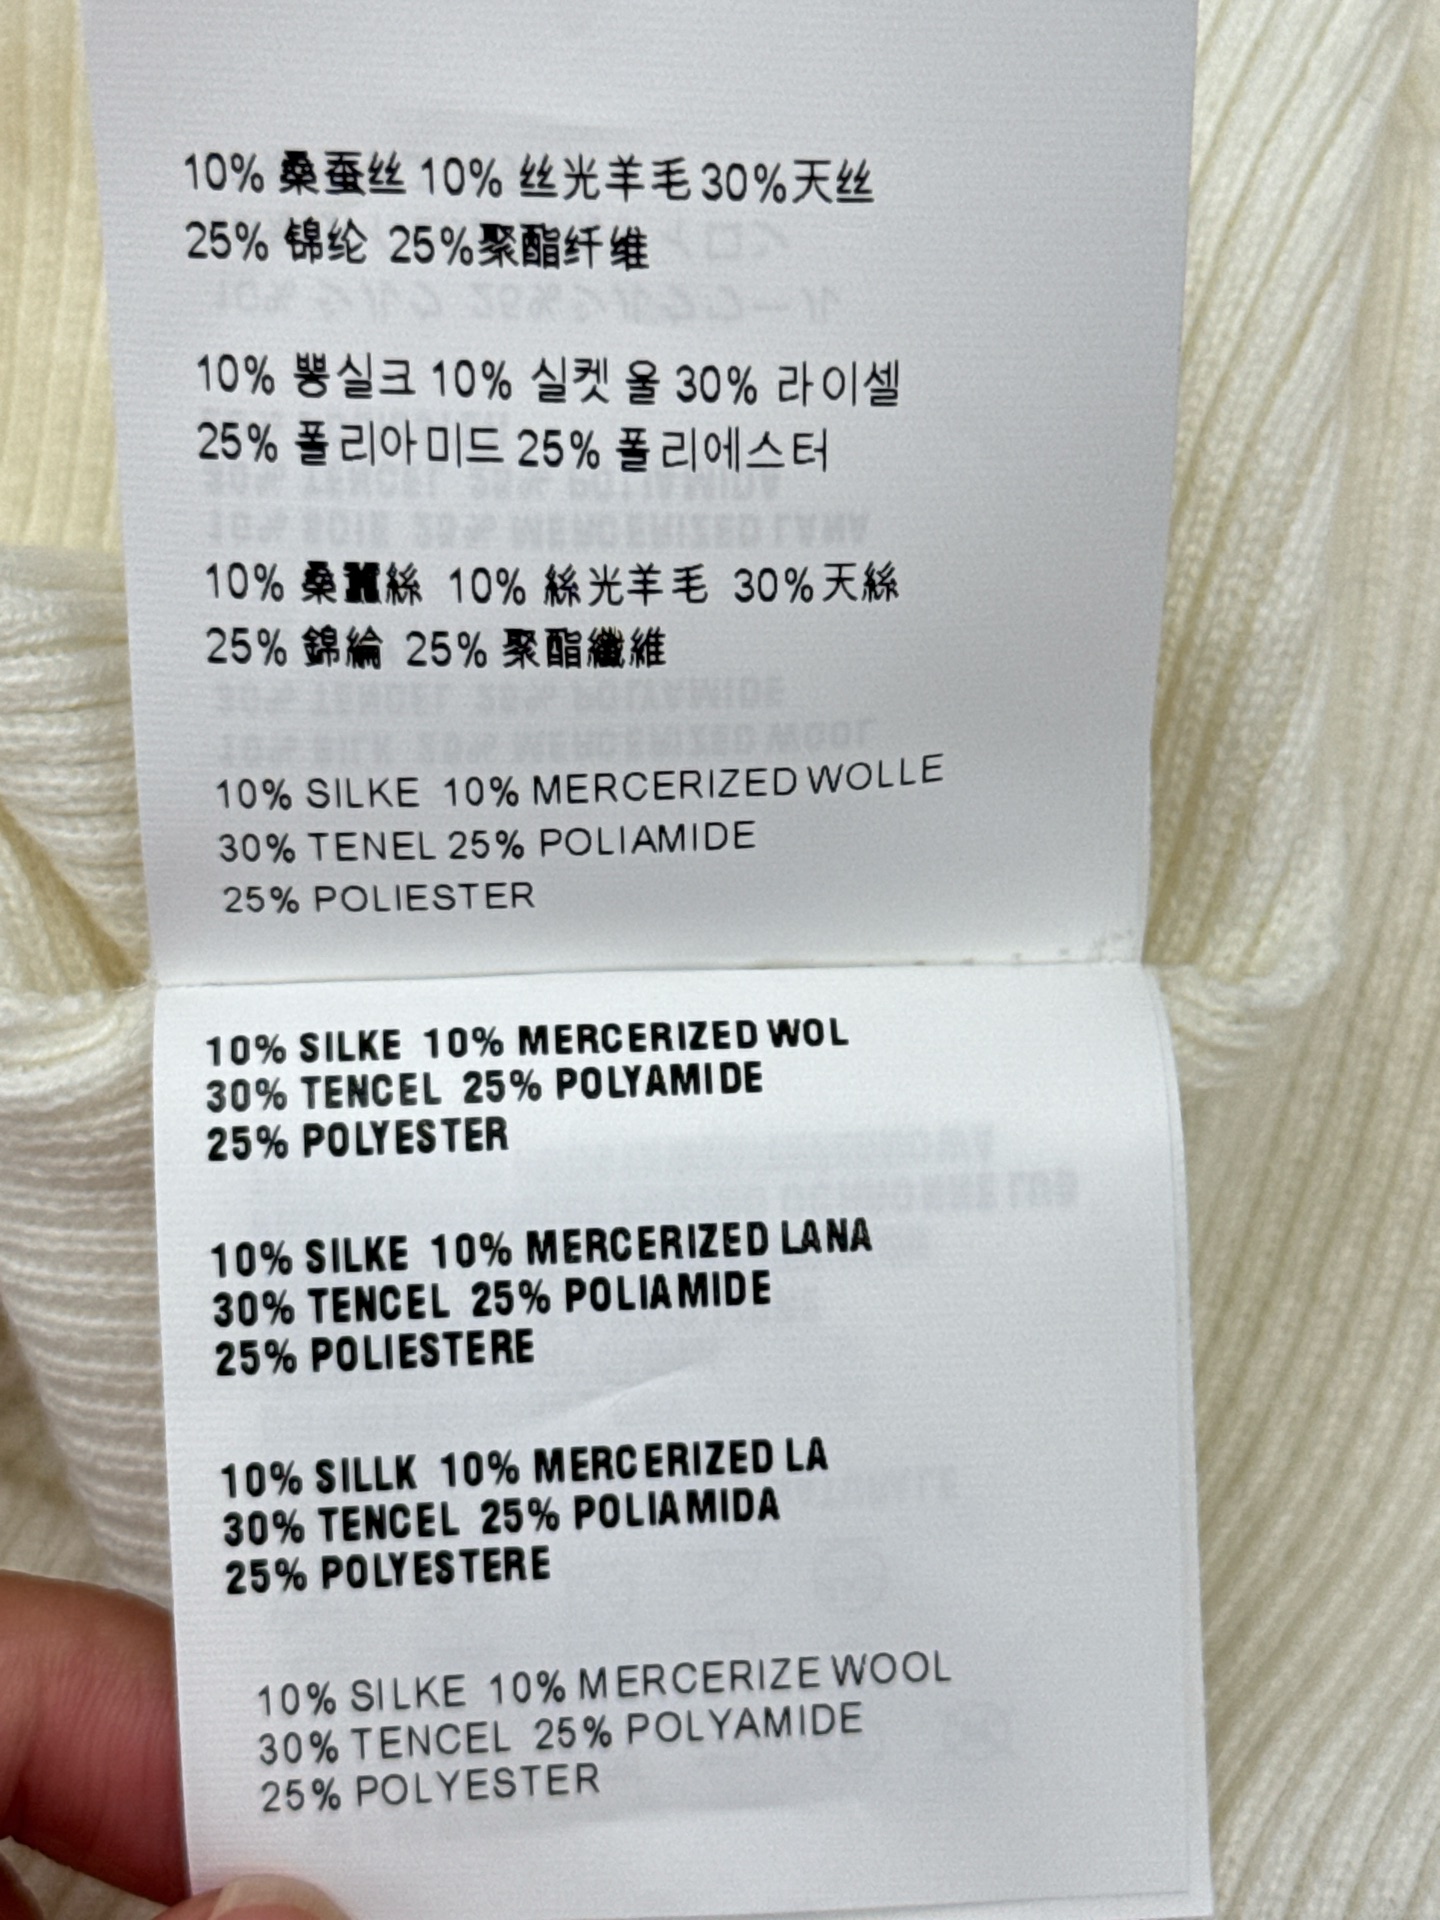 10% 桑蚕丝 10% 丝光羊毛 30%天丝
25% 锦纶 25%聚酯纤维
10% 뽕실크 10% 실켓 울 30% 라이셀
25% 폴리아미드 25% 폴리에스터
10% 桑蠶絲 10% 絲光羊毛 30%天絲
25% 錦綸 25% 聚酯纖維
10% SILKE 10% MERCERIZED WOLLE
30% TENEL 25% POLIAMIDE
25% POLIESTER
10% SILKE 10% MERCERIZED WOL
30% TENCEL 25% POLYAMIDE
25% POLYESTER
10% SILKE 10% MERCERIZED LANA
30% TENCEL 25% POLIAMIDE
25% POLIESTERE
10% SILLK 10% MERCERIZED LA
30% TENCEL 25% POLIAMIDA
25% POLYESTERE
10% SILKE 10% MERCERIZE WOOL
30% TENCEL 25% POLYAMIDE
25% POLYESTER